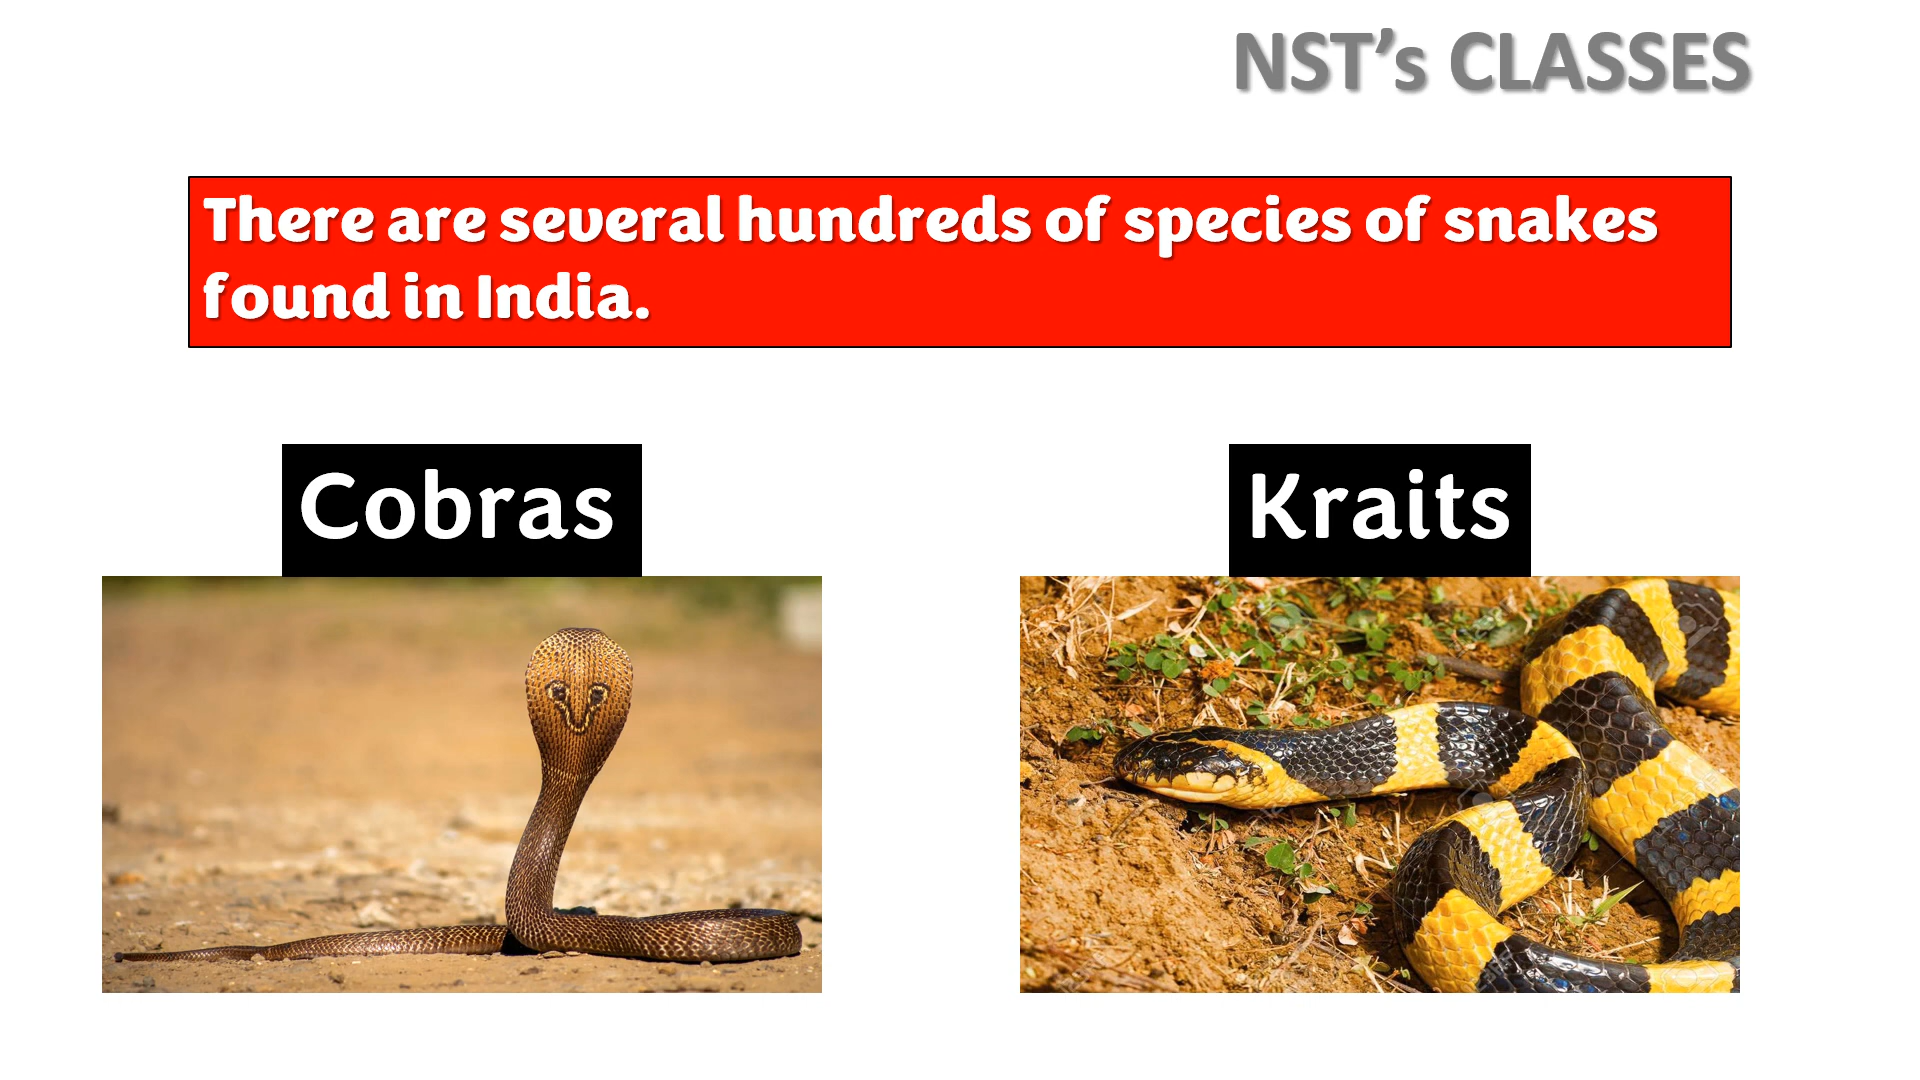 NST’s CLASSES
There are several hundreds of species of snakes
found in India.
Cobras
Kraits